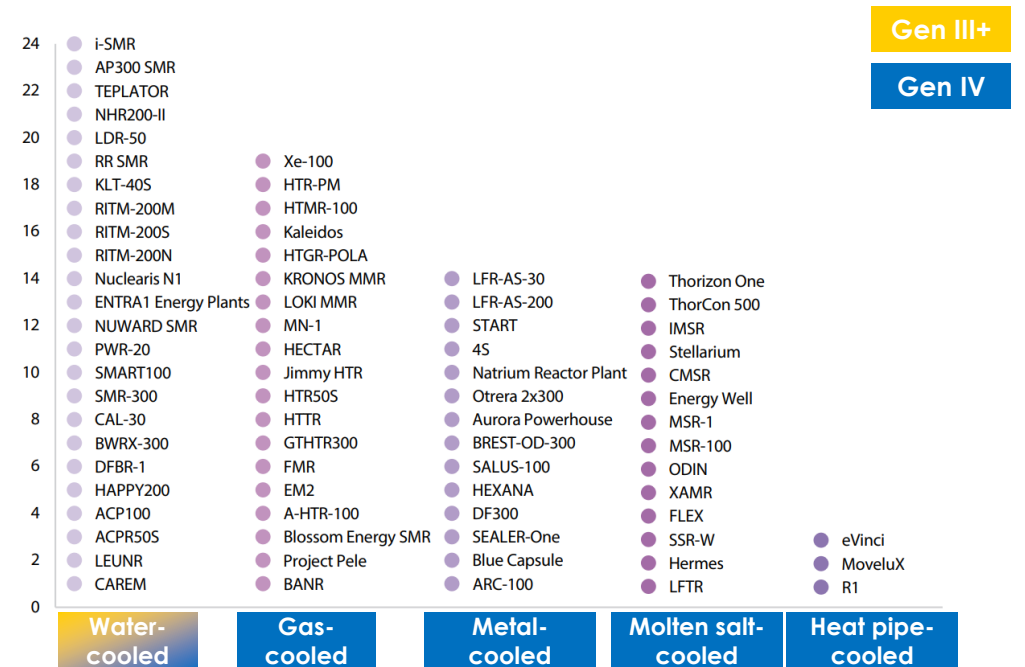 Gen III+
Gen IV
24
22
20
18
16
14
12
10
8
6
4
2
0
i-SMR
AP300 SMR
TEPLATOR
NHR200-II
LDR-50
RR SMR
KLT-40S
RITM-200M
RITM-200S
RITM-200N
Nuclearis N1
ENTRA1 Energy Plants
NUWARD SMR
PWR-20
SMART100
SMR-300
CAL-30
BWRX-300
DFBR-1
HAPPY200
ACP100
ACPR50S
LEUNR
CAREM
Xe-100
HTR-PM
HTMR-100
Kaleidos
HTGR-POLA
KRONOS MMR
LOKI MMR
MN-1
HECTAR
Jimmy HTR
HTR50S
HTTR
GTHTR300
FMR
EM2
A-HTR-100
Blossom Energy SMR
Project Pele
BANR
LFR-AS-30
LFR-AS-200
START
4S
Natrium Reactor Plant
Otrera 2x300
Aurora Powerhouse
BREST-OD-300
SALUS-100
HEXANA
DF300
SEALER-One
Blue Capsule
ARC-100
Thorizon One
ThorCon 500
IMSR
Stellarium
CMSR
Energy Well
MSR-1
MSR-100
ODIN
XAMR
FLEX
SSR-W
Hermes
LFTR
eVinci
MoveluX
R1
Water-
cooled
Gas-
cooled
Metal-
cooled
Molten salt-
cooled
Heat pipe-
cooled